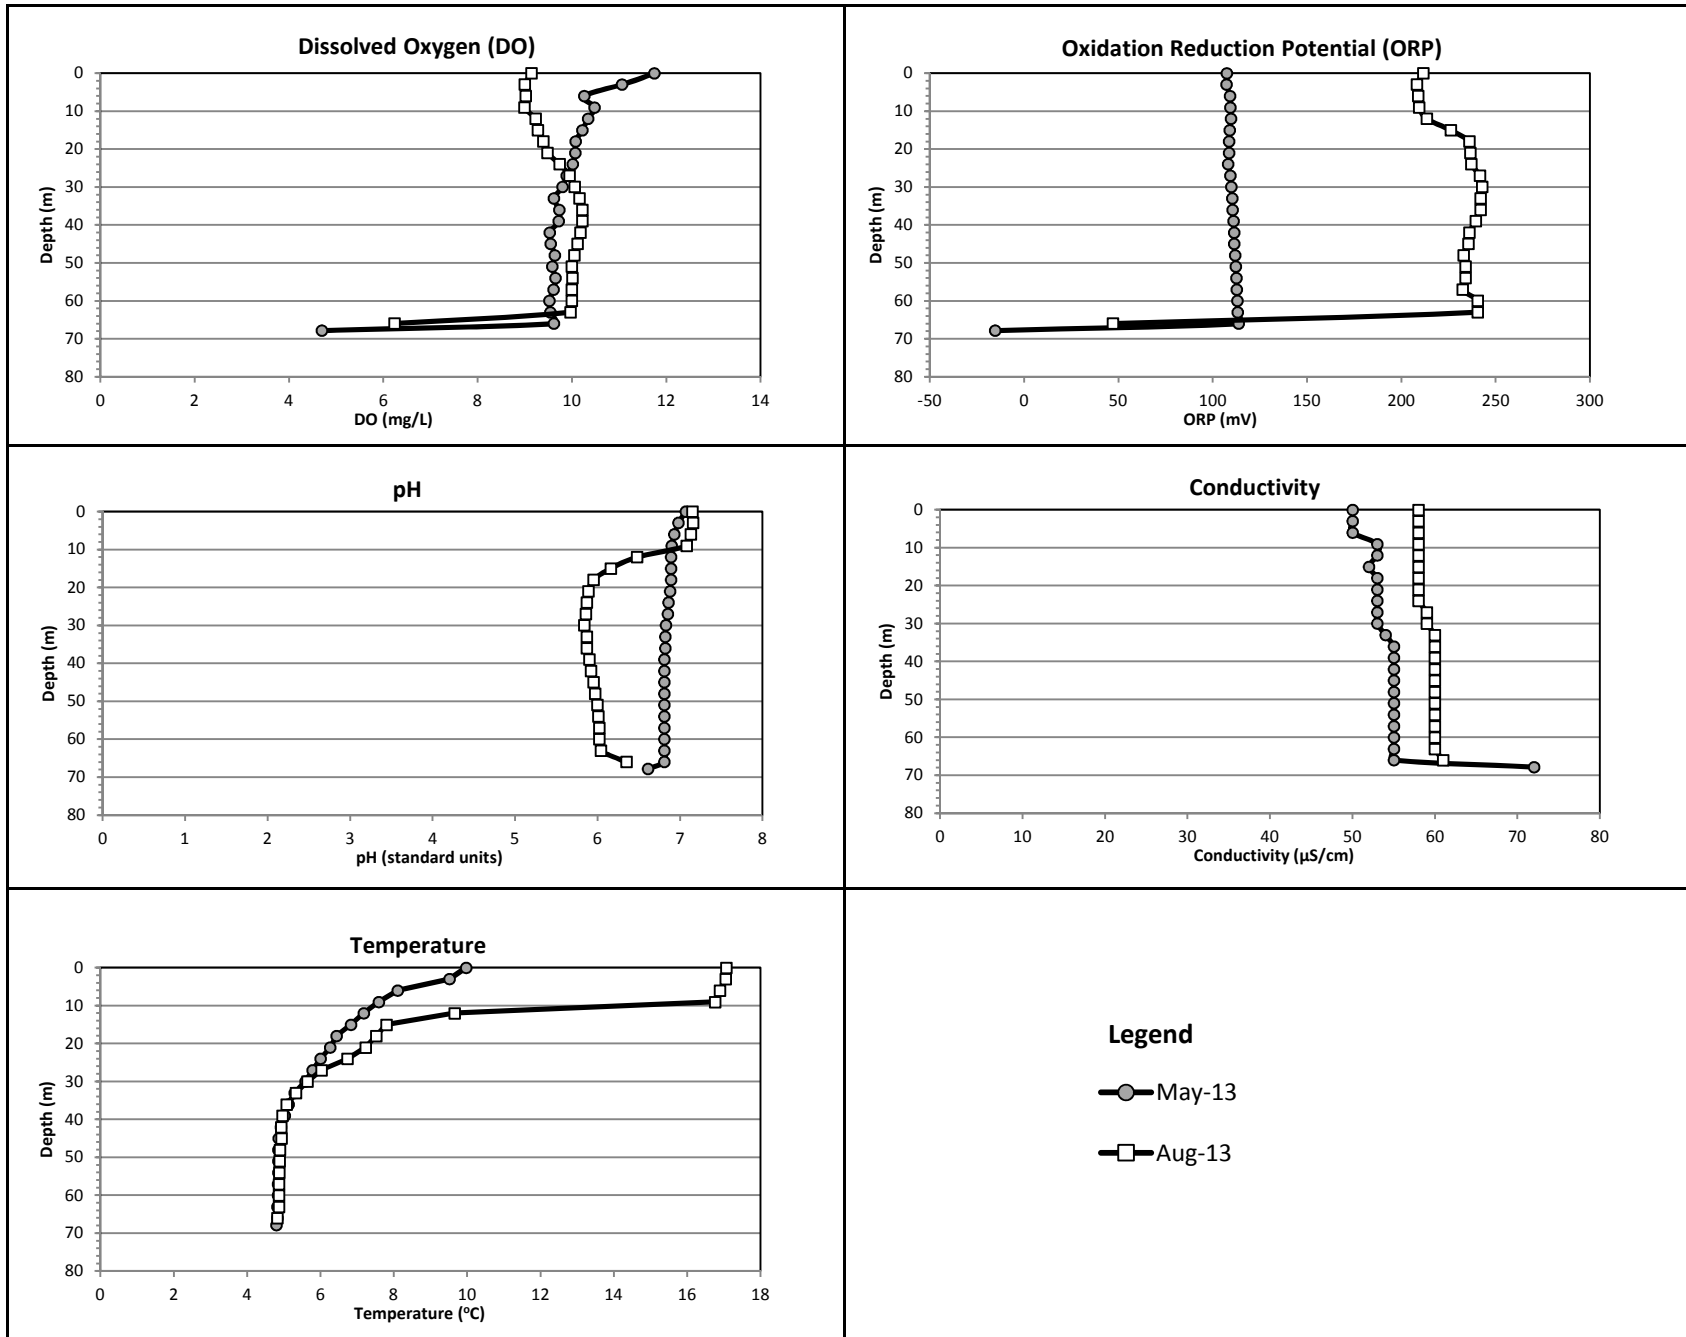 Dissolved Oxygen (DO)
0
10
20
30
40
50
60
70
80
Depth (m)
0 2 4 6 8 10 12 14
DO (mg/L)
Oxidation Reduction Potential (ORP)
0
10
20
30
40
50
60
70
80
Depth (m)
-50 0 50 100 150 200 250 300
ORP (mV)
pH
0
10
20
30
40
50
60
70
80
Depth (m)
0 1 2 3 4 5 6 7 8
pH (standard units)
Conductivity
0
10
20
30
40
50
60
70
80
Depth (m)
0 10 20 30 40 50 60 70 80
Conductivity (µS/cm)
Temperature
0
10
20
30
40
50
60
70
80
Depth (m)
0 2 4 6 8 10 12 14 16 18
Temperature (ºC)
Legend
May-13
Aug-13